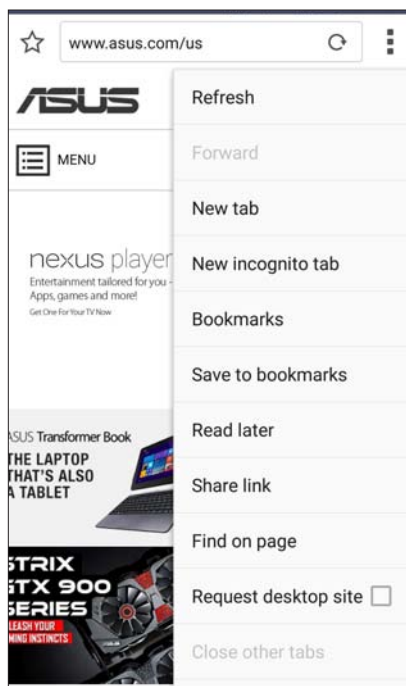 www.asus.com/us
ASUS
MENU
nexus player
Entertainment tailored for you -
Apps, games and more!
Get One For Your TV Now
ASUS Transformer Book
THE LAPTOP
THAT'S ALSO
A TABLET
STRIX
GTX 900
SERIES
LEASH YOUR
MING INSTINCTS
Refresh
Forward
New tab
New incognito tab
Bookmarks
Save to bookmarks
Read later
Share link
Find on page
Request desktop site
Close other tabs